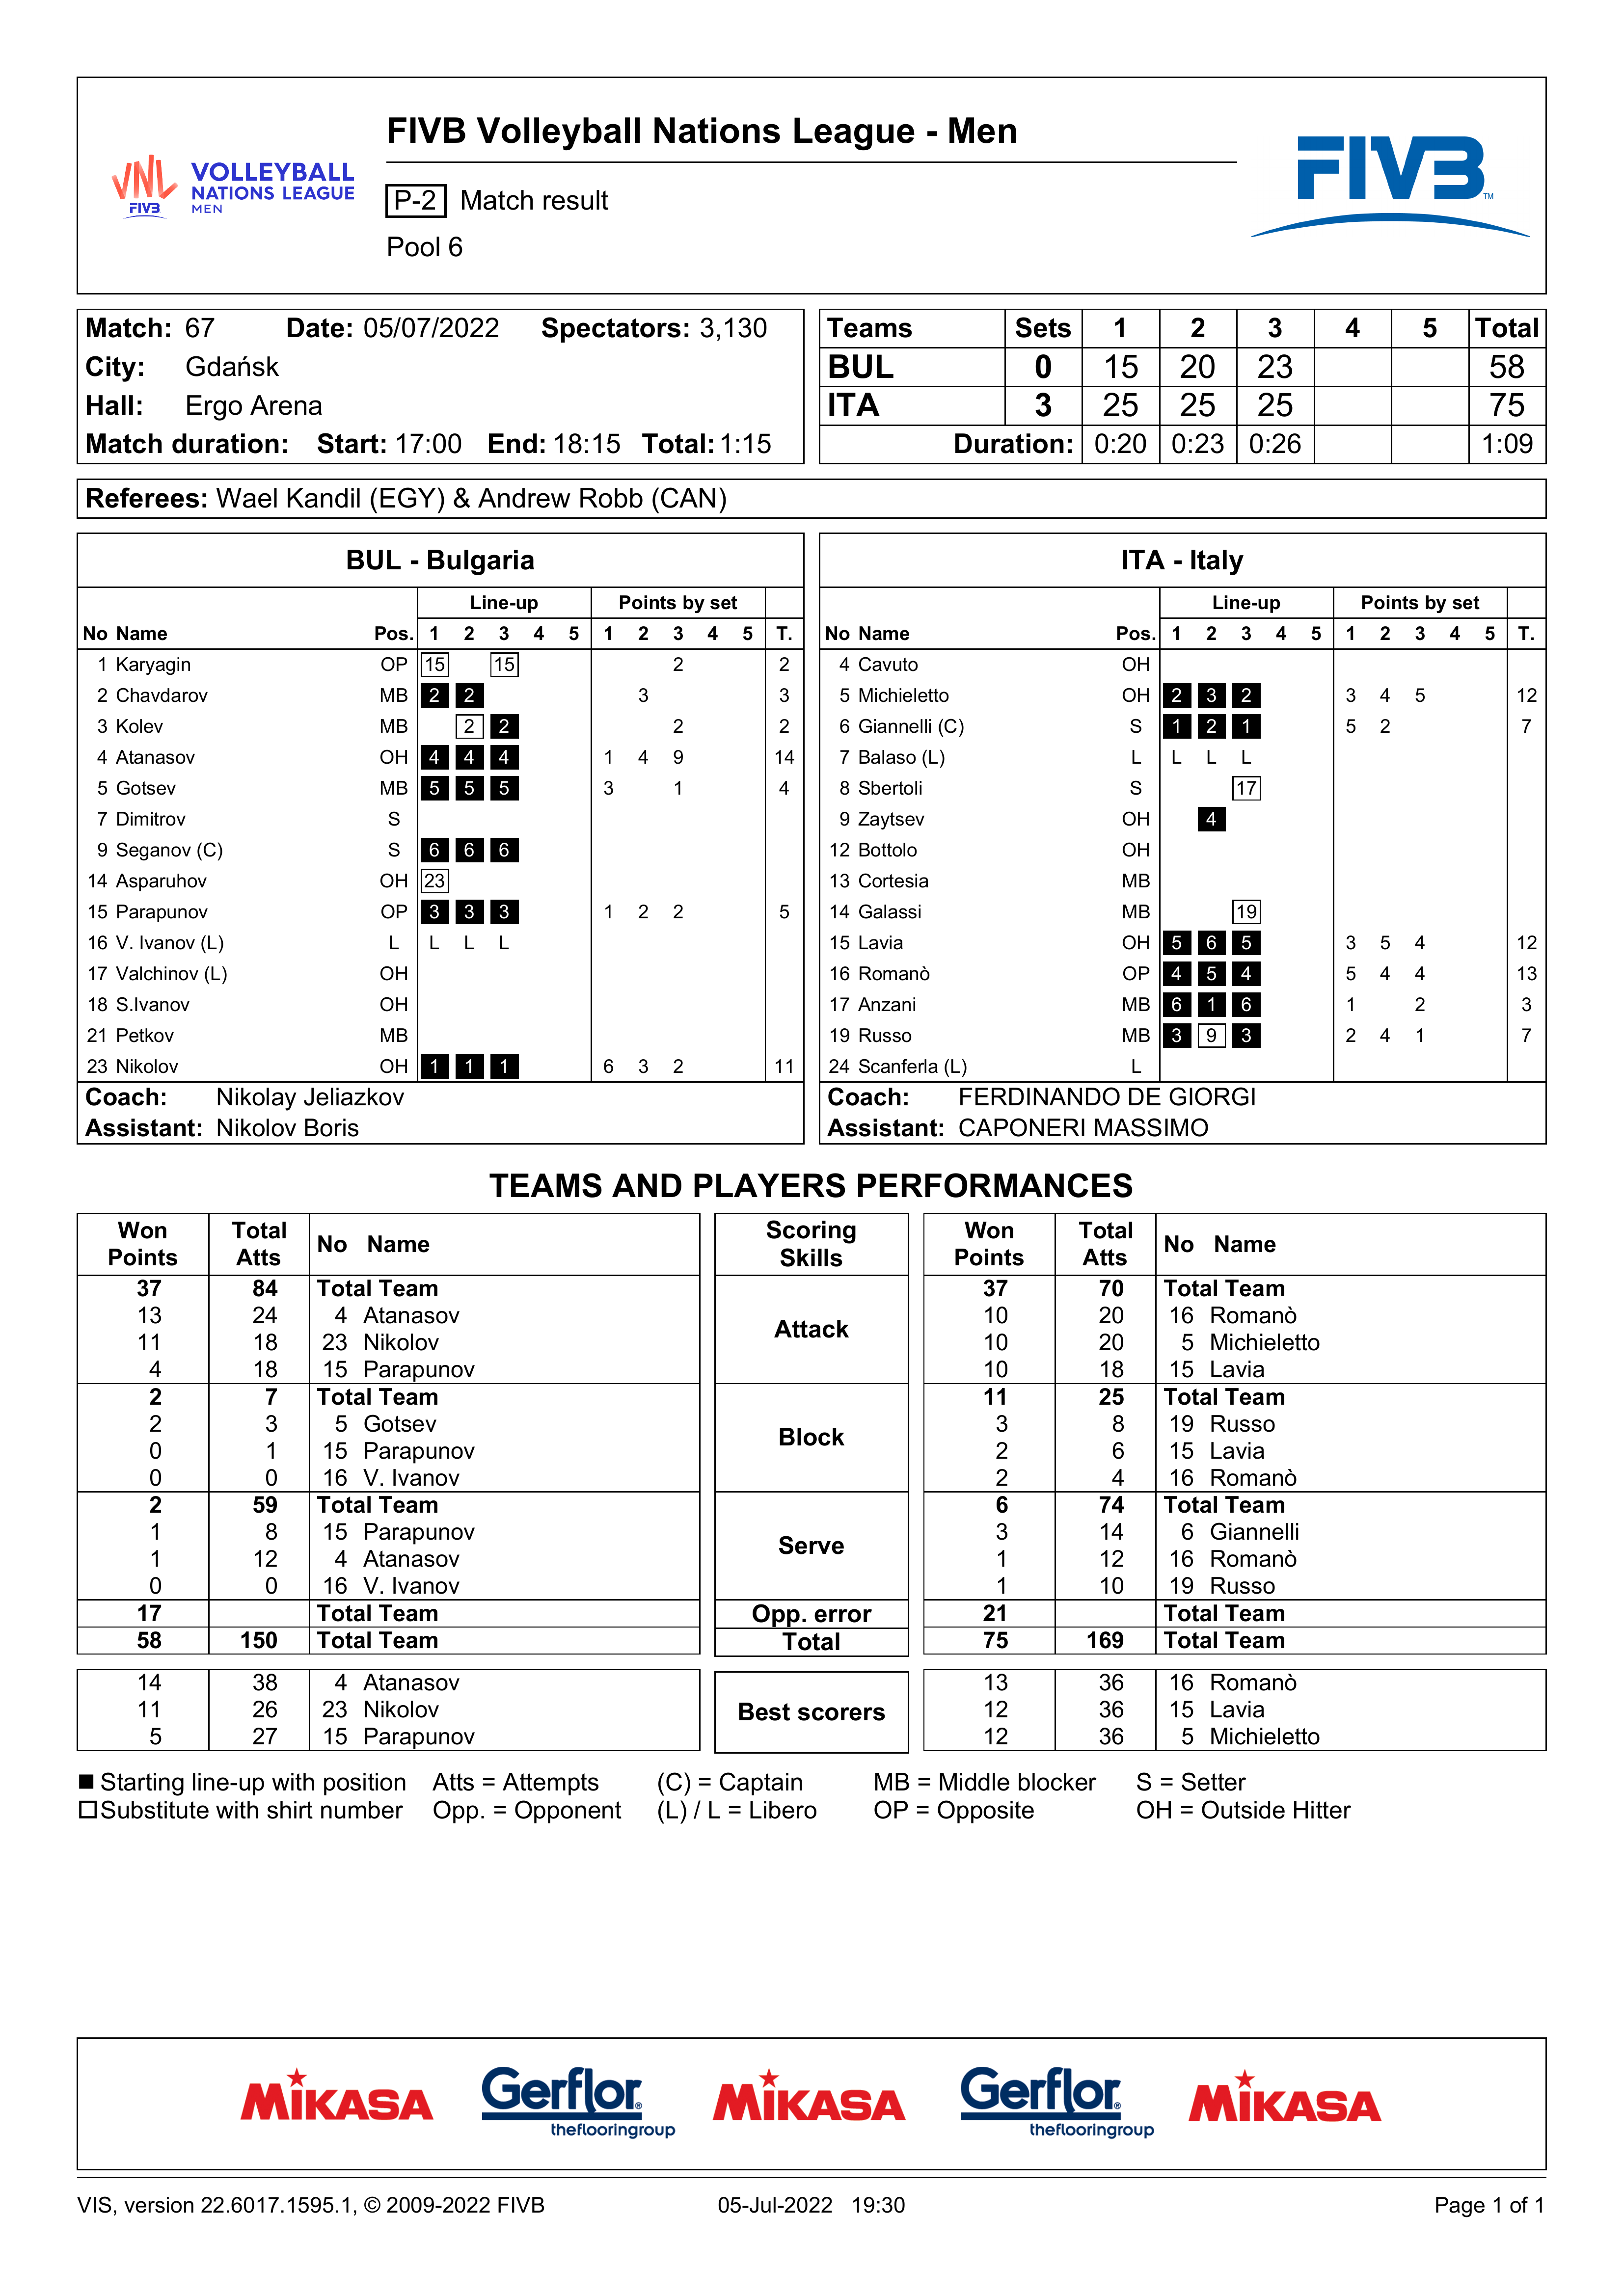 FIVB Volleyball Nations League - Men
VNL FIVB VOLLEYBALL NATIONS LEAGUE MEN
P-2 Match result
Pool 6
FIVB TM
Match: 67 Date: 05/07/2022 Spectators: 3,130
City: Gdańsk
Hall: Ergo Arena
Match duration: Start: 17:00 End: 18:15 Total: 1:15
Teams Sets 1 2 3 4 5 Total
BUL 0 15 20 23 58
ITA 3 25 25 25 75
Duration: 0:20 0:23 0:26 1:09
Referees: Wael Kandil (EGY) & Andrew Robb (CAN)
BUL - Bulgaria
Line-up Points by set
No Name Pos. 1 2 3 4 5 1 2 3 4 5 T.
1 Karyagin OP 15 15 2 2
2 Chavdarov MB 2 2 3 3
3 Kolev MB 2 2 2 2
4 Atanasov OH 4 4 4 1 4 9 14
5 Gotsev MB 5 5 5 3 1 4
7 Dimitrov S
9 Seganov (C) S 6 6 6
14 Asparuhov OH 23
15 Parapunov OP 3 3 3 1 2 2 5
16 V. Ivanov (L) L L L L
17 Valchinov (L) OH
18 S.Ivanov OH
21 Petkov MB
23 Nikolov OH 1 1 1 6 3 2 11
Coach: Nikolay Jeliazkov
Assistant: Nikolov Boris
ITA - Italy
Line-up Points by set
No Name Pos. 1 2 3 4 5 1 2 3 4 5 T.
4 Cavuto OH
5 Michieletto OH 2 3 2 3 4 5 12
6 Giannelli (C) S 1 2 1 5 2 7
7 Balaso (L) L L L L
8 Sbertoli S 17
9 Zaytsev OH 4
12 Bottolo OH
13 Cortesia MB
14 Galassi MB 19
15 Lavia OH 5 6 5 3 5 4 12
16 Romanò OP 4 5 4 5 4 4 13
17 Anzani MB 6 1 6 1 2 3
19 Russo MB 3 9 3 2 4 1 7
24 Scanferla (L) L
Coach: FERDINANDO DE GIORGI
Assistant: CAPONERI MASSIMO
TEAMS AND PLAYERS PERFORMANCES
Won Points Total Atts No Name Scoring Skills Won Points Total Atts No Name
37 84 Total Team Attack 37 70 Total Team
13 24 4 Atanasov 10 20 16 Romanò
11 18 23 Nikolov 10 20 5 Michieletto
4 18 15 Parapunov 10 18 15 Lavia
2 7 Total Team Block 11 25 Total Team
2 3 5 Gotsev 3 8 19 Russo
0 1 15 Parapunov 2 6 15 Lavia
0 0 16 V. Ivanov 2 4 16 Romanò
2 59 Total Team Serve 6 74 Total Team
1 8 15 Parapunov 3 14 6 Giannelli
1 12 4 Atanasov 1 12 16 Romanò
0 0 16 V. Ivanov 1 10 19 Russo
17 Total Team Opp. error 21 Total Team
58 150 Total Team Total 75 169 Total Team
14 38 4 Atanasov Best scorers 13 36 16 Romanò
11 26 23 Nikolov 12 36 15 Lavia
5 27 15 Parapunov 12 36 5 Michieletto
Starting line-up with position Atts = Attempts (C) = Captain MB = Middle blocker S = Setter
Substitute with shirt number Opp. = Opponent (L) / L = Libero OP = Opposite OH = Outside Hitter
MIKASA Gerflor® theflooringgroup MIKASA Gerflor® theflooringgroup MIKASA
VIS, version 22.6017.1595.1, © 2009-2022 FIVB 05-Jul-2022 19:30 Page 1 of 1